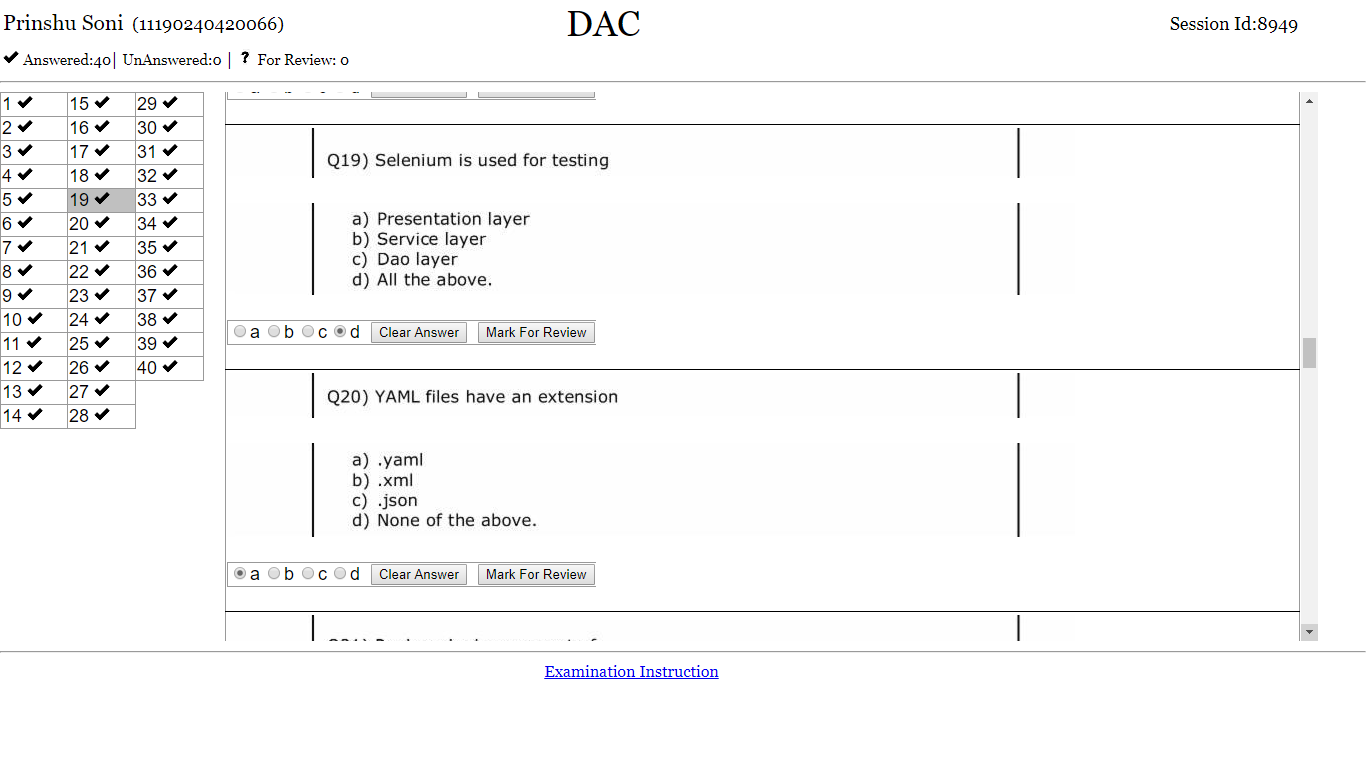 Prinshu Soni (11190240420066)
DAC
Session Id:8949
✔ Answered:40| UnAnswered:0 | ? For Review: 0
1 ✔ 15 ✔ 29 ✔
2 ✔ 16 ✔ 30 ✔
3 ✔ 17 ✔ 31 ✔
4 ✔ 18 ✔ 32 ✔
5 ✔ 19 ✔ 33 ✔
6 ✔ 20 ✔ 34 ✔
7 ✔ 21 ✔ 35 ✔
8 ✔ 22 ✔ 36 ✔
9 ✔ 23 ✔ 37 ✔
10 ✔ 24 ✔ 38 ✔
11 ✔ 25 ✔ 39 ✔
12 ✔ 26 ✔ 40 ✔
13 ✔ 27 ✔
14 ✔ 28 ✔
Q19) Selenium is used for testing
a) Presentation layer
b) Service layer
c) Dao layer
d) All the above.
a b c d Clear Answer Mark For Review
Q20) YAML files have an extension
a) .yaml
b) .xml
c) .json
d) None of the above.
a b c d Clear Answer Mark For Review
Examination Instruction